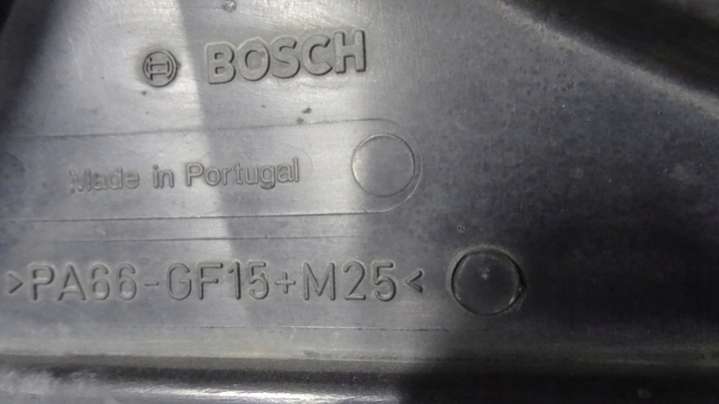 BOSCH
Made in Portugal
>PA66-GF15+M25<